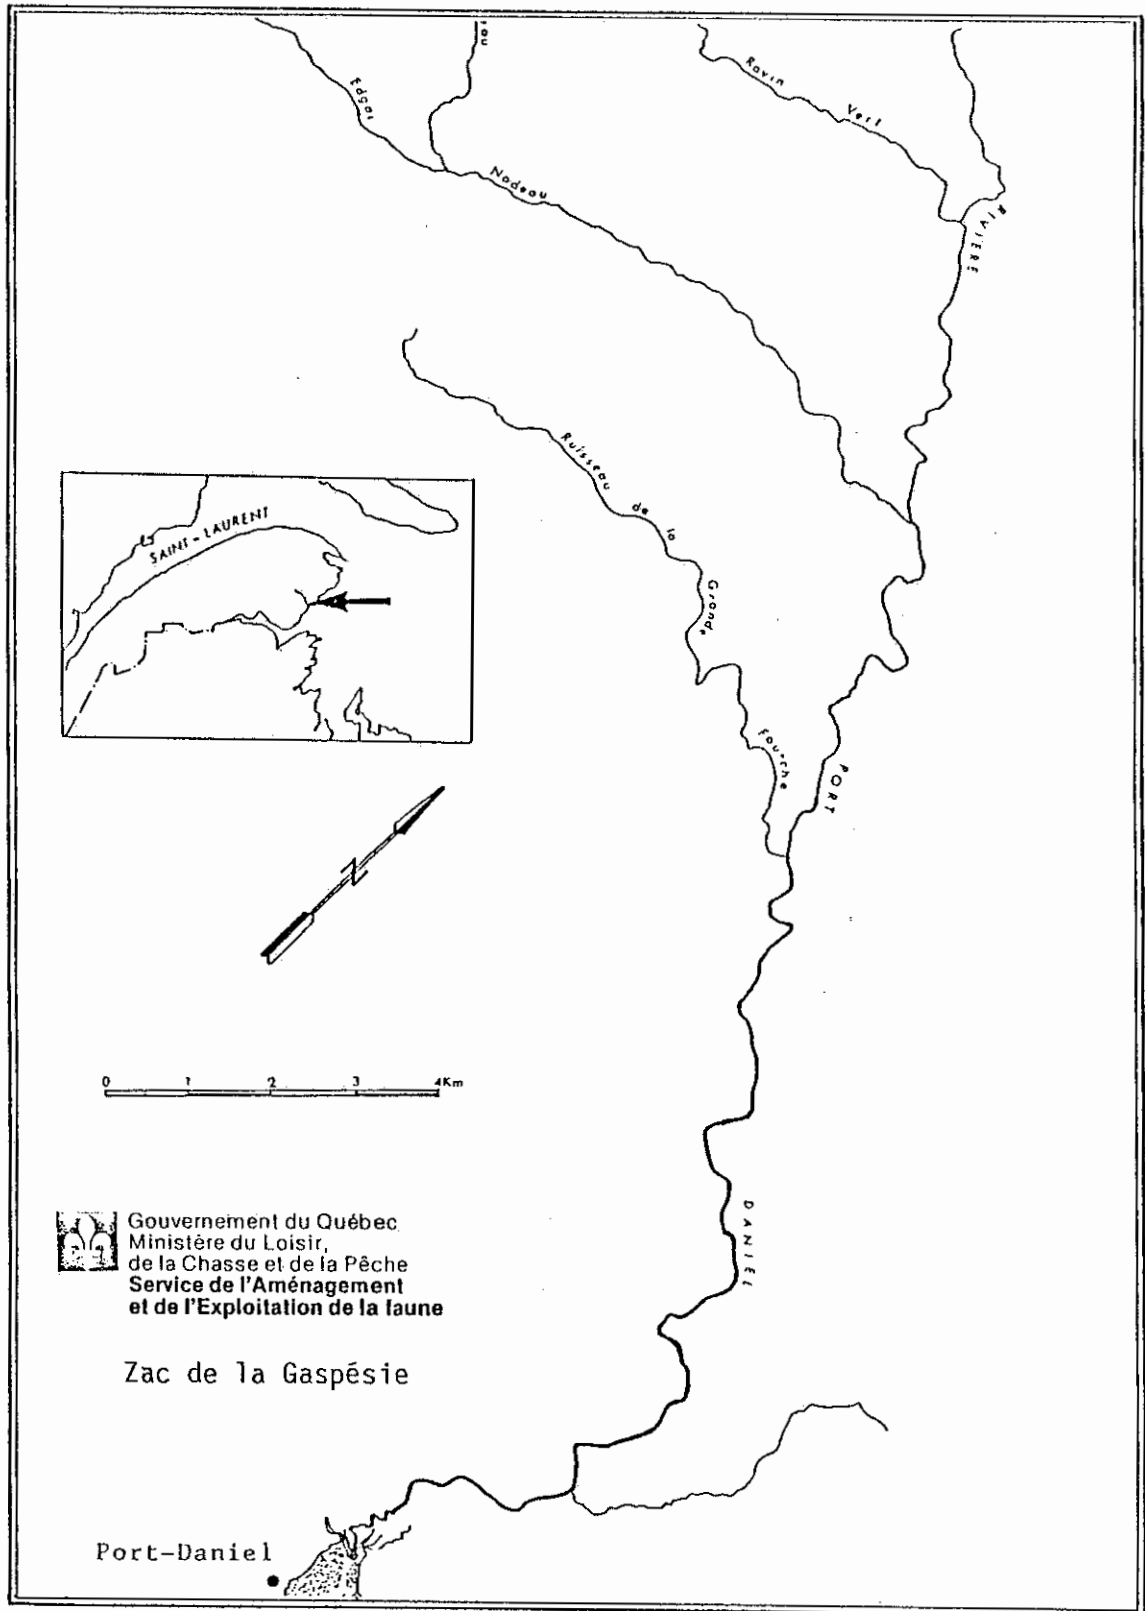 Edgar
rou
Ravin Vert
Nadeau
RIVIERE
Ruisseau de la Grande Fourche
SAINT-LAURENT
PORT
N
0 1 2 3 4Km
DANIEL
Gouvernement du Québec
Ministère du Loisir,
de la Chasse et de la Pêche
Service de l'Aménagement
et de l'Exploitation de la faune
Zac de la Gaspésie
Port-Daniel